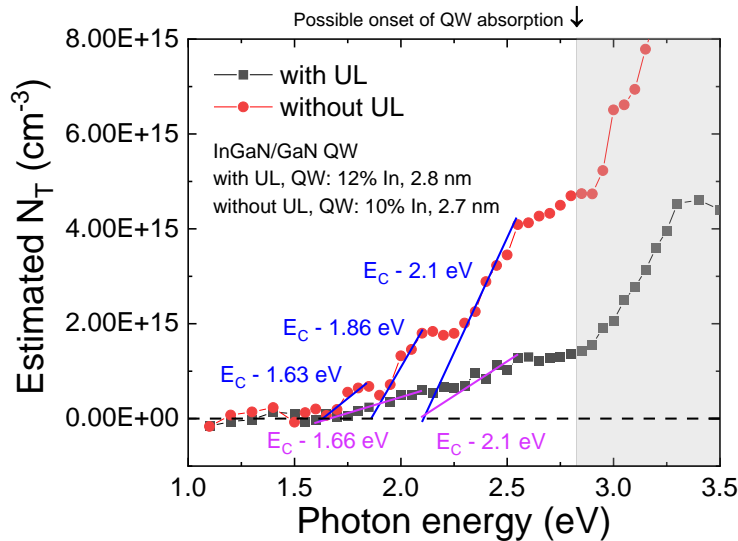 Possible onset of QW absorption ↓
8.00E+15
with UL
without UL
6.00E+15
InGaN/GaN QW
with UL, QW: 12% In, 2.8 nm
without UL, QW: 10% In, 2.7 nm
4.00E+15
E_C - 2.1 eV
2.00E+15
E_C - 1.86 eV
E_C - 1.63 eV
0.00E+00
E_C - 1.66 eV
E_C - 2.1 eV
1.0 1.5 2.0 2.5 3.0 3.5
Photon energy (eV)
Estimated N_T (cm⁻³)